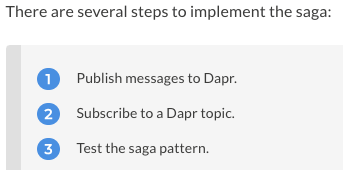 There are several steps to implement the saga:
1 Publish messages to Dapr.
2 Subscribe to a Dapr topic.
3 Test the saga pattern.